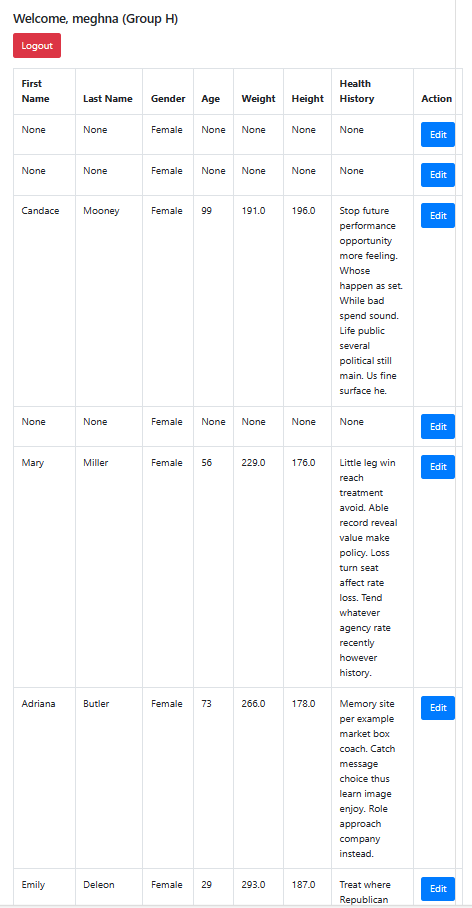 Welcome, meghna (Group H)
Logout
First Name Last Name Gender Age Weight Height Health History Action
None None Female None None None None Edit
None None Female None None None None Edit
Candace Mooney Female 99 191.0 196.0 Stop future Edit
performance
opportunity
more feeling.
Whose
happen as set.
While bad
spend sound.
Life public
several
political still
main. Us fine
surface he.
None None Female None None None None Edit
Mary Miller Female 56 229.0 176.0 Little leg win Edit
reach
treatment
avoid. Able
record reveal
value make
policy. Loss
turn seat
affect rate
loss. Tend
whatever
agency rate
recently
however
history.
Adriana Butler Female 73 266.0 178.0 Memory site Edit
per example
market box
coach. Catch
message
choice thus
learn image
enjoy. Role
approach
company
instead.
Emily Deleon Female 29 293.0 187.0 Treat where Edit
Republican